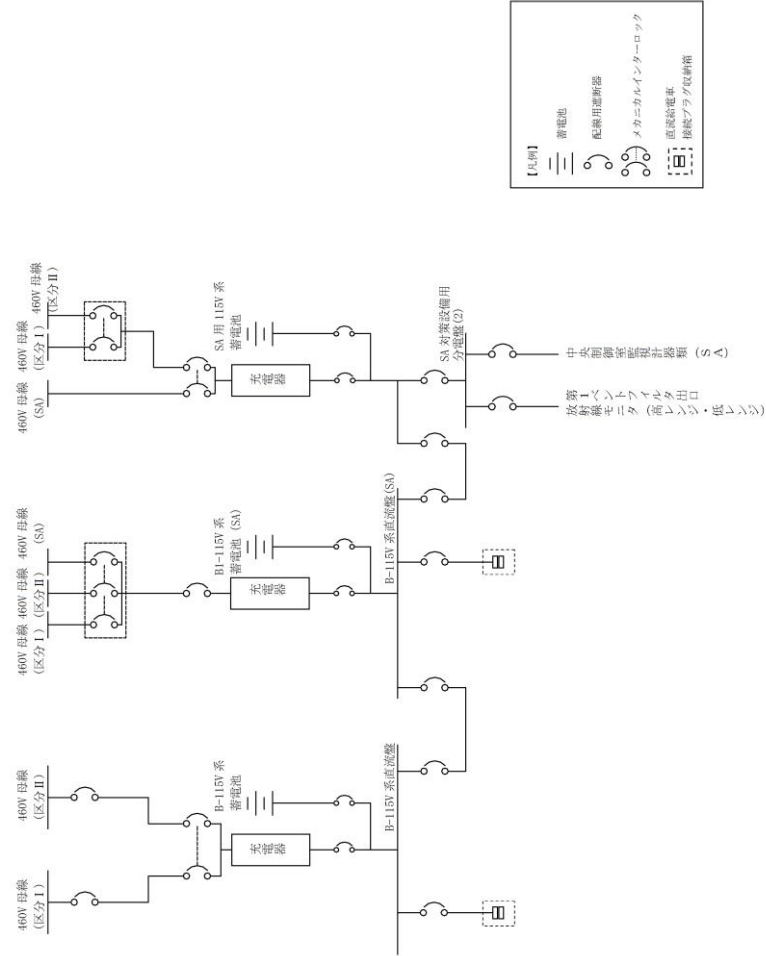 460V 母線
(区分Ⅰ)
460V 母線
(区分Ⅱ)
B-115V 系
蓄電池
充電器
B-115V 系直流盤
460V 母線
(区分Ⅰ)
460V 母線
(区分Ⅱ)
460V 母線
(SA)
B1-115V 系
蓄電池 (SA)
充電器
B-115V 系直流盤(SA)
460V 母線
(SA)
460V 母線
(区分Ⅰ)
460V 母線
(区分Ⅱ)
SA 用 115V 系
蓄電池
充電器
SA 対策設備用
分電盤(2)
第1ベントフィルタ出口
放射線モニタ (高レンジ・低レンジ)
中央制御室監視計器類 (SA)
【凡例】
蓄電池
配線用遮断器
メカニカルインターロック
直流給電車
接続プラグ収納箱